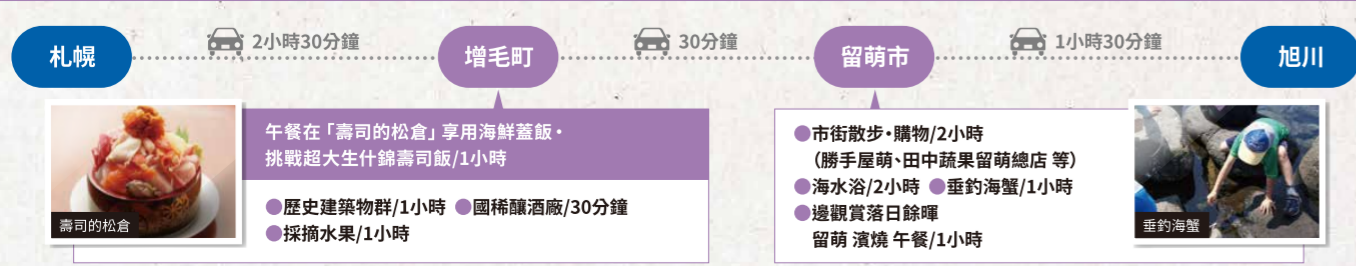 札幌
2小時30分鐘
增毛町
30分鐘
留萌市
1小時30分鐘
旭川
午餐在「壽司的松倉」享用海鮮蓋飯・
挑戰超大生什錦壽司飯/1小時
●歷史建築物群/1小時 ●國稀釀酒廠/30分鐘
●採摘水果/1小時
壽司的松倉
●市街散步・購物/2小時
（勝手屋萌、田中蔬果留萌總店 等）
●海水浴/2小時 ●垂釣海蟹/1小時
●邊觀賞落日餘暉
留萌 濱燒 午餐/1小時
垂釣海蟹